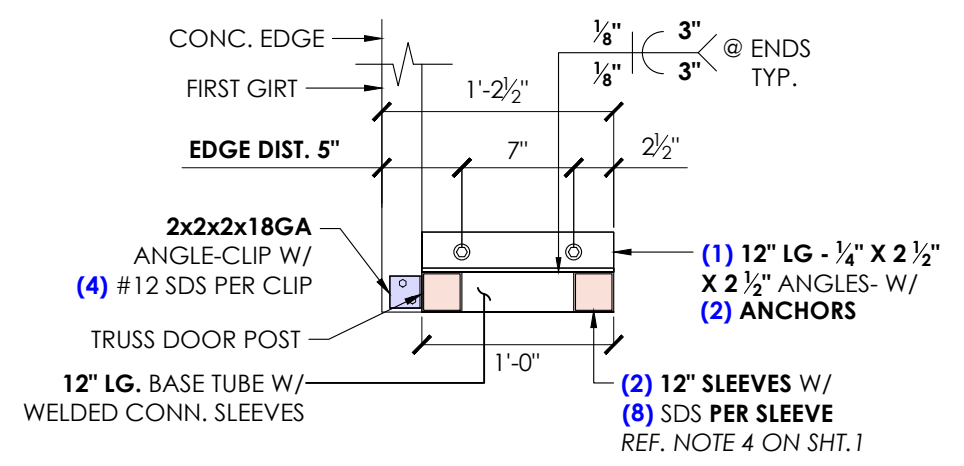 CONC. EDGE
FIRST GIRT
1'-2½"
⅛" 3"
⅛" 3"
@ ENDS
TYP.
EDGE DIST. 5"
7"
2½"
2x2x2x18GA
ANGLE-CLIP W/
(4) #12 SDS PER CLIP
(1) 12" LG - ¼" X 2 ½"
X 2 ½" ANGLES- W/
(2) ANCHORS
TRUSS DOOR POST
1'-0"
12" LG. BASE TUBE W/
WELDED CONN. SLEEVES
(2) 12" SLEEVES W/
(8) SDS PER SLEEVE
REF. NOTE 4 ON SHT.1